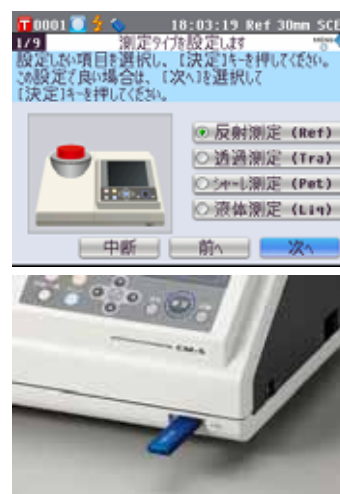 T 0001 18:03:19 Ref 30mm SCE
1/9 測定タイプを設定します MENU
設定したい項目を選択し、【決定】キーを押してください。
この設定で良い場合は、【次へ】を選択して
【決定】キーを押してください。
反射測定 (Ref)
透過測定 (Tra)
シャーレ測定 (Pet)
液体測定 (Liq)
中断 前へ 次へ
CM-5